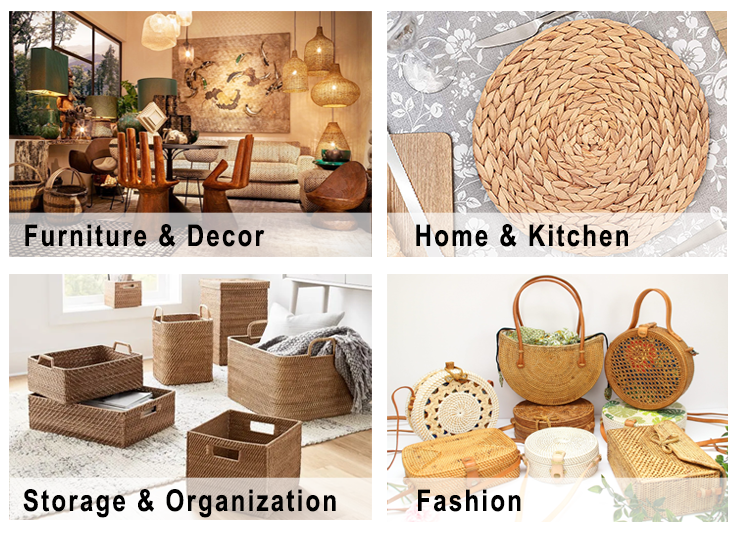 Furniture & Decor
Home & Kitchen
Storage & Organization
Fashion